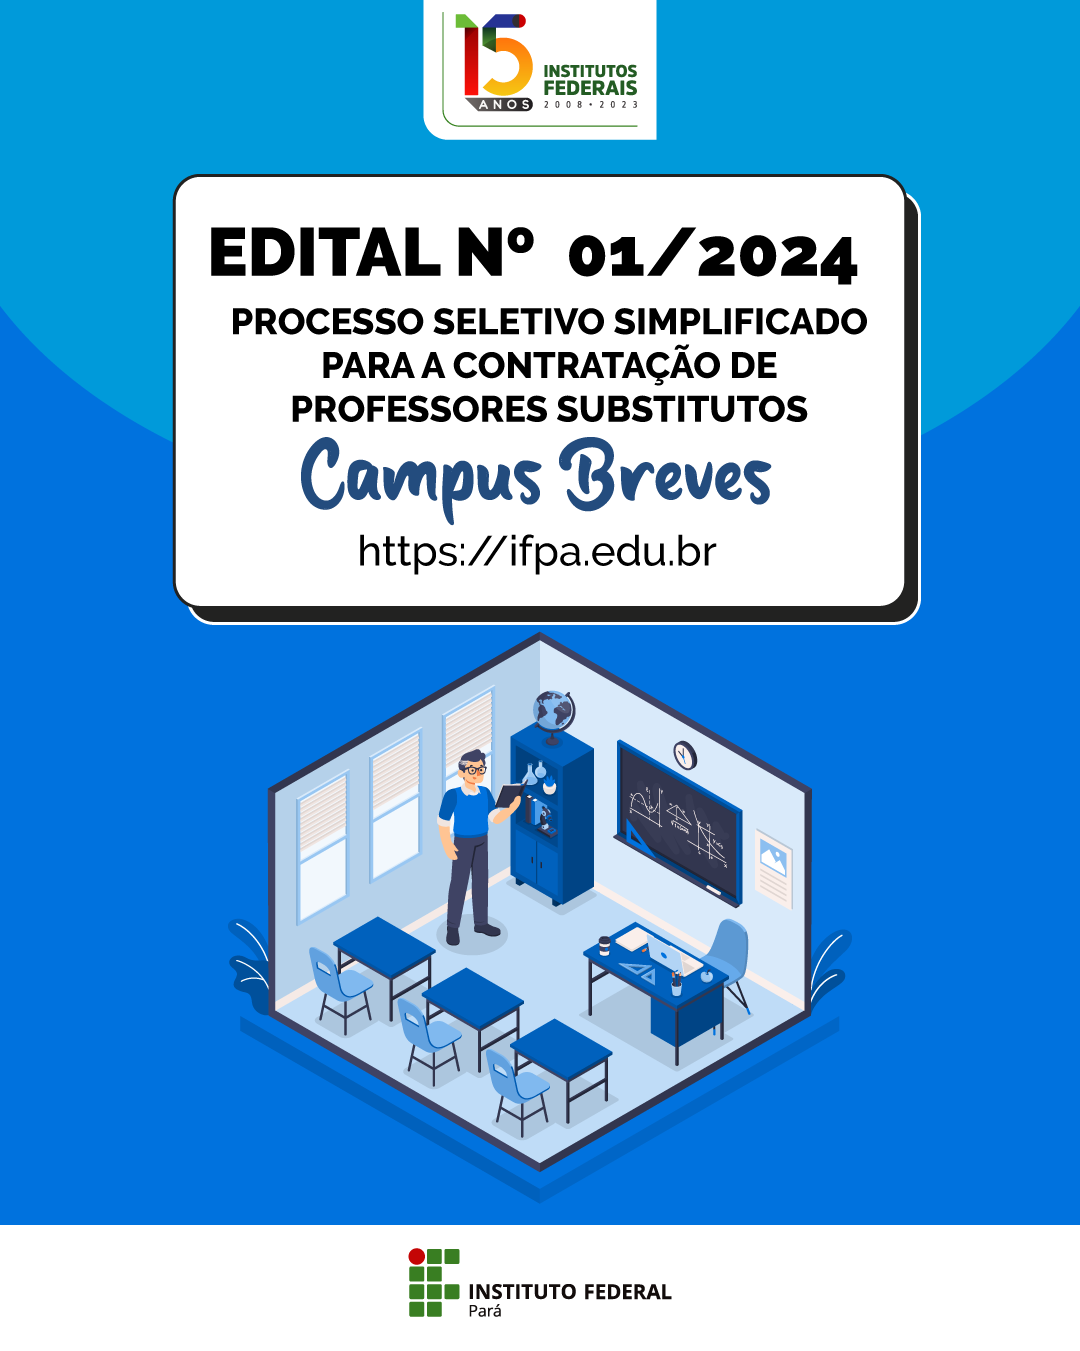 15
ANOS
INSTITUTOS
FEDERAIS
2008 • 2023
EDITAL Nº 01/2024
PROCESSO SELETIVO SIMPLIFICADO
PARA A CONTRATAÇÃO DE
PROFESSORES SUBSTITUTOS
Campus Breves
https://ifpa.edu.br
INSTITUTO FEDERAL
Pará